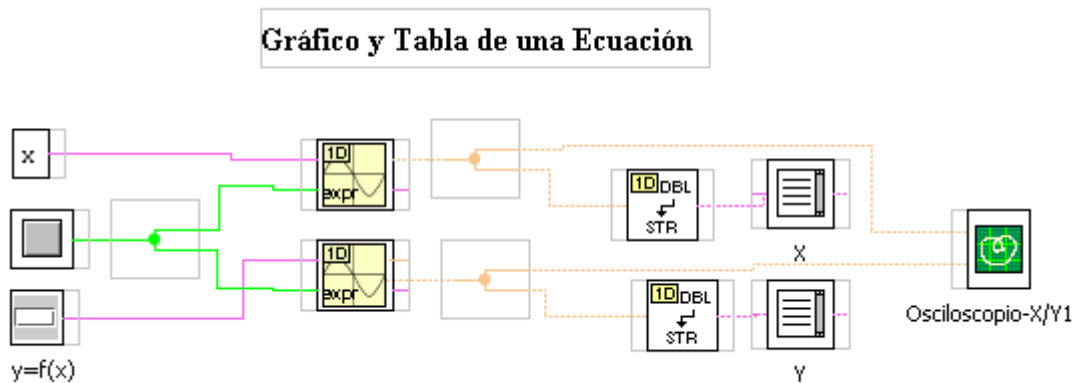 Gráfico y Tabla de una Ecuación
x
1D
expr
1D
DBL
STR
X
1D
expr
1D
DBL
STR
Y
Osciloscopio-X/Y1
y=f(x)